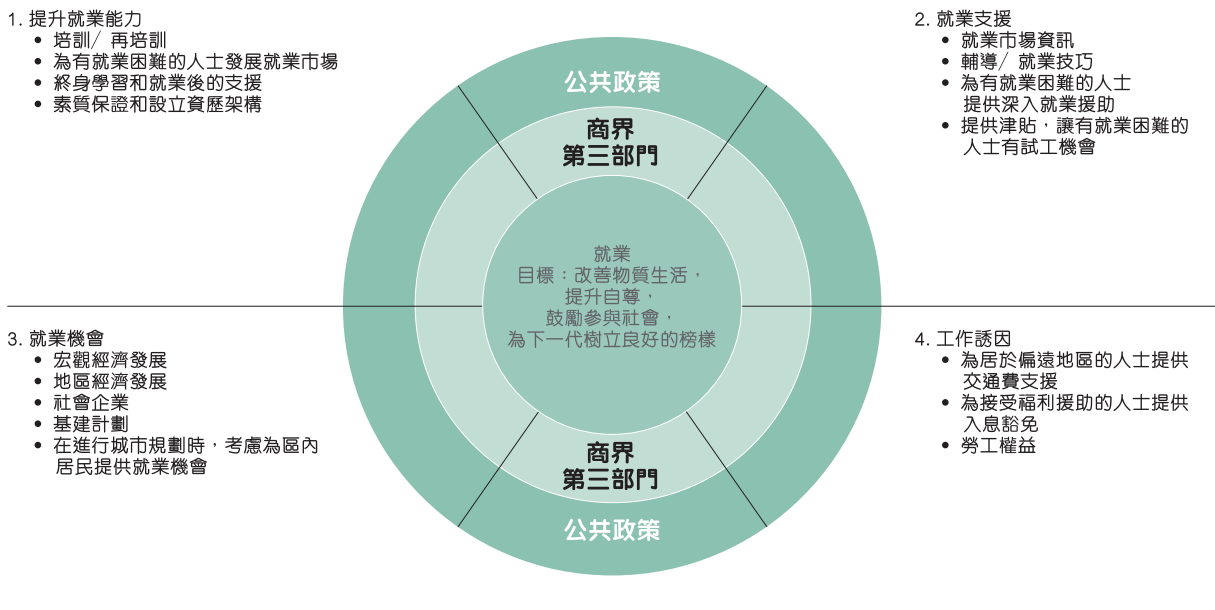 1. 提升就業能力
• 培訓/ 再培訓
• 為有就業困難的人士發展就業市場
• 終身學習和就業後的支援
• 素質保證和設立資歷架構
2. 就業支援
• 就業市場資訊
• 輔導/ 就業技巧
• 為有就業困難的人士
提供深入就業援助
• 提供津貼，讓有就業困難的
人士有試工機會
公共政策
商界
第三部門
就業
目標：改善物質生活，
提升自尊，
鼓勵參與社會，
為下一代樹立良好的榜樣
3. 就業機會
• 宏觀經濟發展
• 地區經濟發展
• 社會企業
• 基建計劃
• 在進行城市規劃時，考慮為區內
居民提供就業機會
4. 工作誘因
• 為居於偏遠地區的人士提供
交通費支援
• 為接受福利援助的人士提供
入息豁免
• 勞工權益
商界
第三部門
公共政策